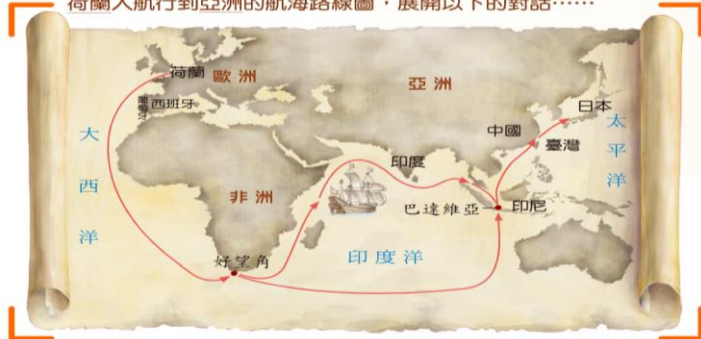 荷蘭人航行到亞洲的航海路線圖，展開以下的對話……
荷蘭
歐洲
亞洲
葡萄牙
西班牙
日本
太平洋
中國
臺灣
大西洋
印度
非洲
巴達維亞
印尼
好望角
印度洋